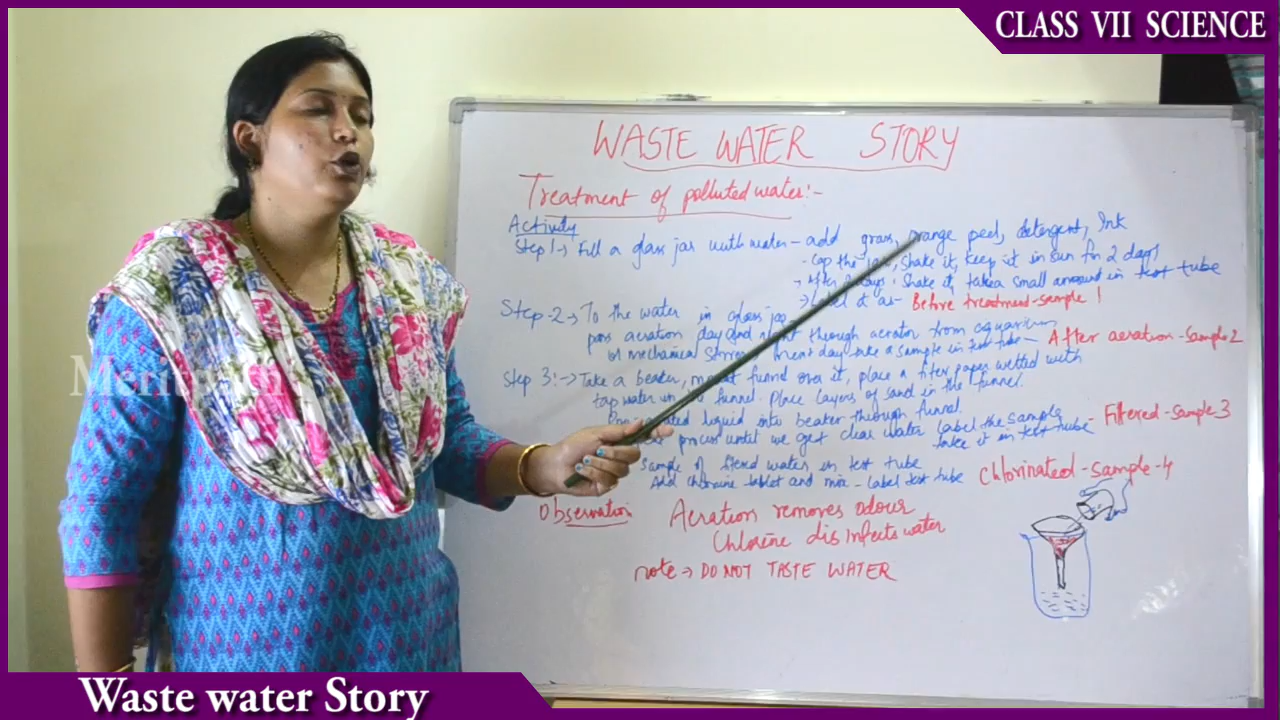 CLASS VII SCIENCE
WASTE WATER STORY
Treatment of polluted water:-
Activity
Step 1 → Fill a glass jar with water - add grass, orange peel, detergent, Ink
- cap the jar, shake it, keep it in sun for 2 days
→ After days: shake it, take a small amount in test tube
→ Label it as - Before treatment-sample 1
Step-2 → To the water in glass jar
pass aeration day and night through aerator from aquarium
or mechanical stirrer next day take a sample in test tube - After aeration - sample 2
Step 3:-→ Take a beaker, mount funnel over it, place a filter paper wetted with
tap water in the funnel. Place layers of sand in the funnel.
liquid into beaker through funnel.
process until we get clear water label the sample
take it in test tube - Filtered - sample 3
Sample of filtered water in test tube
Add chlorine tablet and mix - label test tube Chlorinated - sample - 4
Observation Aeration removes odour
Chlorine disinfects water
note → DO NOT TASTE WATER
Waste water Story